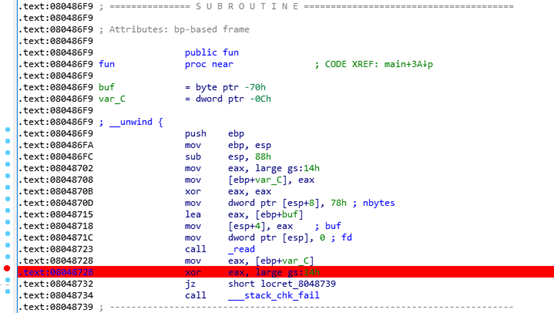 .text:080486F9 ; =============== S U B R O U T I N E =======================================
.text:080486F9
.text:080486F9 ; Attributes: bp-based frame
.text:080486F9
.text:080486F9 public fun
.text:080486F9 fun proc near ; CODE XREF: main+3A↓p
.text:080486F9
.text:080486F9 buf = byte ptr -70h
.text:080486F9 var_C = dword ptr -0Ch
.text:080486F9
.text:080486F9 ; __unwind {
.text:080486F9 push ebp
.text:080486FA mov ebp, esp
.text:080486FC sub esp, 88h
.text:08048702 mov eax, large gs:14h
.text:08048708 mov [ebp+var_C], eax
.text:0804870B xor eax, eax
.text:0804870D mov dword ptr [esp+8], 78h ; nbytes
.text:08048715 lea eax, [ebp+buf]
.text:08048718 mov [esp+4], eax ; buf
.text:0804871C mov dword ptr [esp], 0 ; fd
.text:08048723 call _read
.text:08048728 mov eax, [ebp+var_C]
.text:0804872B xor eax, large gs:14h
.text:08048732 jz short locret_8048739
.text:08048734 call ___stack_chk_fail
.text:08048739 ; ---------------------------------------------------------------------------